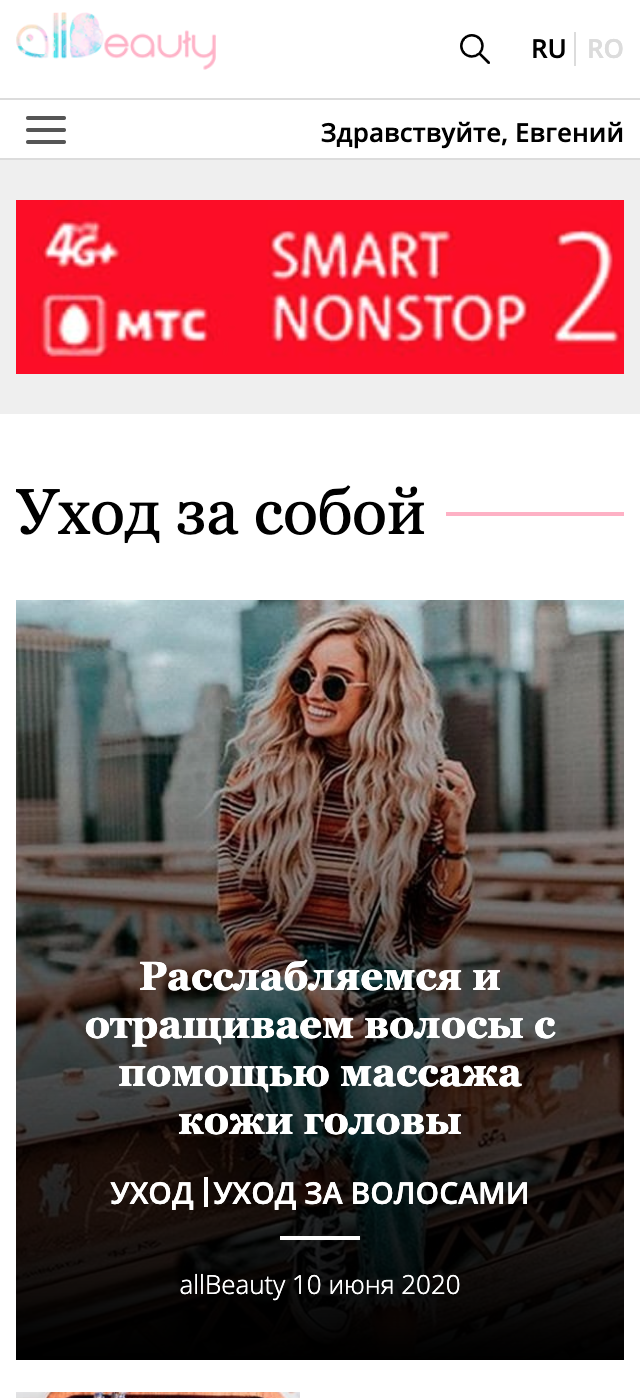 allBeauty
RU RO
Здравствуйте, Евгений
4G+
SMART
NONSTOP 2
МТС
Уход за собой
Расслабляемся и
отращиваем волосы с
помощью массажа
кожи головы
УХОД |УХОД ЗА ВОЛОСАМИ
allBeauty 10 июня 2020